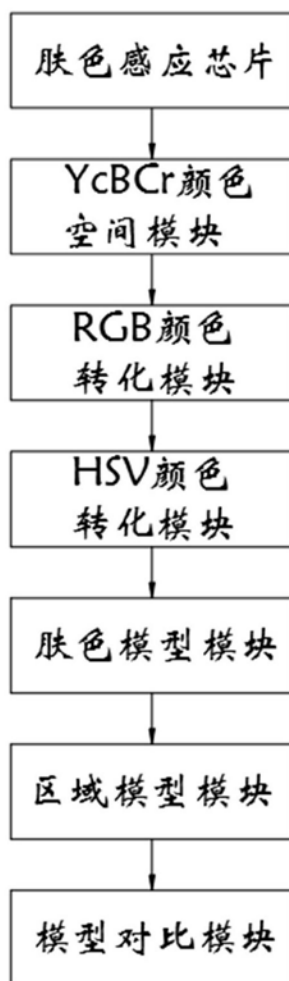 肤色感应芯片
YcBCr颜色
空间模块
RGB颜色
转化模块
HSV颜色
转化模块
肤色模型模块
区域模型模块
模型对比模块